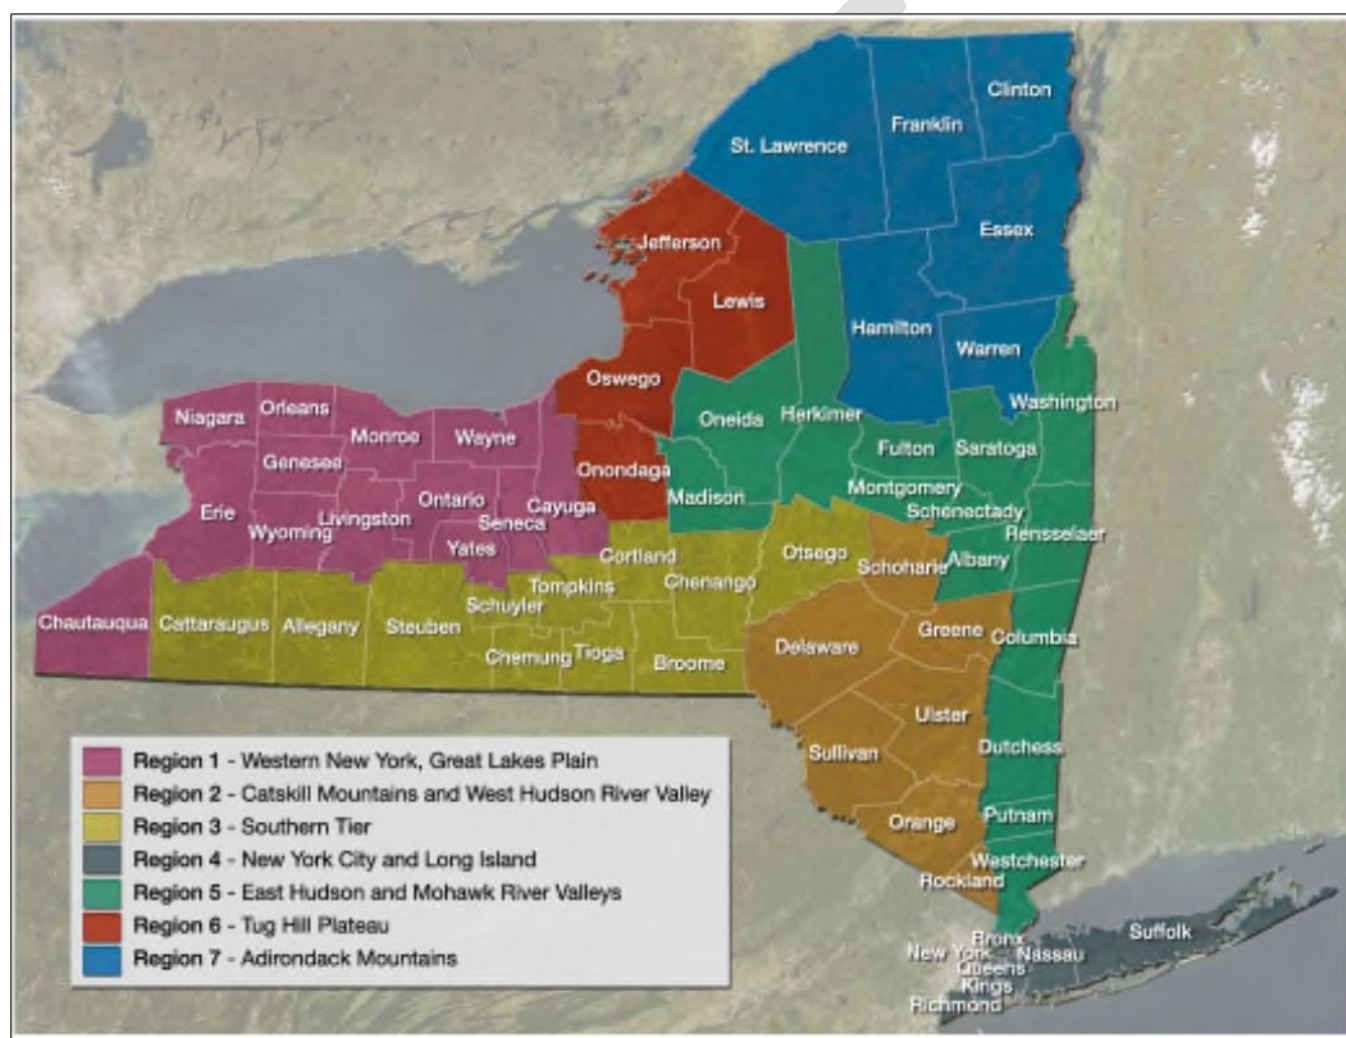 Clinton
Franklin
St. Lawrence
Essex
Jefferson
Lewis
Hamilton
Warren
Oswego
Washington
Oneida
Herkimer
Niagara
Orleans
Monroe
Wayne
Fulton
Saratoga
Genesee
Onondaga
Madison
Montgomery
Erie
Wyoming
Livingston
Ontario
Seneca
Cayuga
Schenectady
Rensselaer
Yates
Cortland
Otsego
Schoharie
Albany
Tompkins
Chenango
Schuyler
Chautauqua
Cattaraugus
Allegany
Steuben
Chemung
Tioga
Broome
Delaware
Greene
Columbia
Ulster
Sullivan
Dutchess
Orange
Putnam
Westchester
Rockland
Suffolk
Bronx
New York
Nassau
Queens
Kings
Richmond
Region 1 - Western New York, Great Lakes Plain
Region 2 - Catskill Mountains and West Hudson River Valley
Region 3 - Southern Tier
Region 4 - New York City and Long Island
Region 5 - East Hudson and Mohawk River Valleys
Region 6 - Tug Hill Plateau
Region 7 - Adirondack Mountains